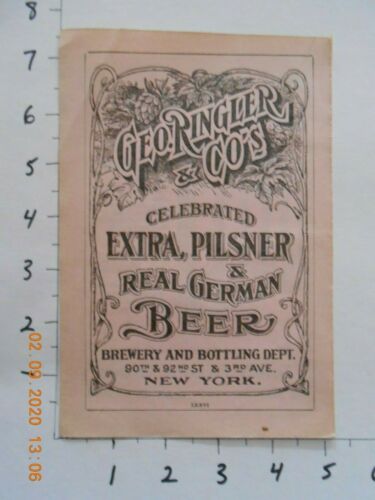 GEO. RINGLER
& CO'S
CELEBRATED
EXTRA, PILSNER
&
REAL GERMAN
BEER
BREWERY AND BOTTLING DEPT.
90TH & 92ND ST & 3RD AVE.
NEW YORK.
LXXVI
8
7
6
5
4
3
2
1
1
2
3
4
5
6
02.09.2020 13:06